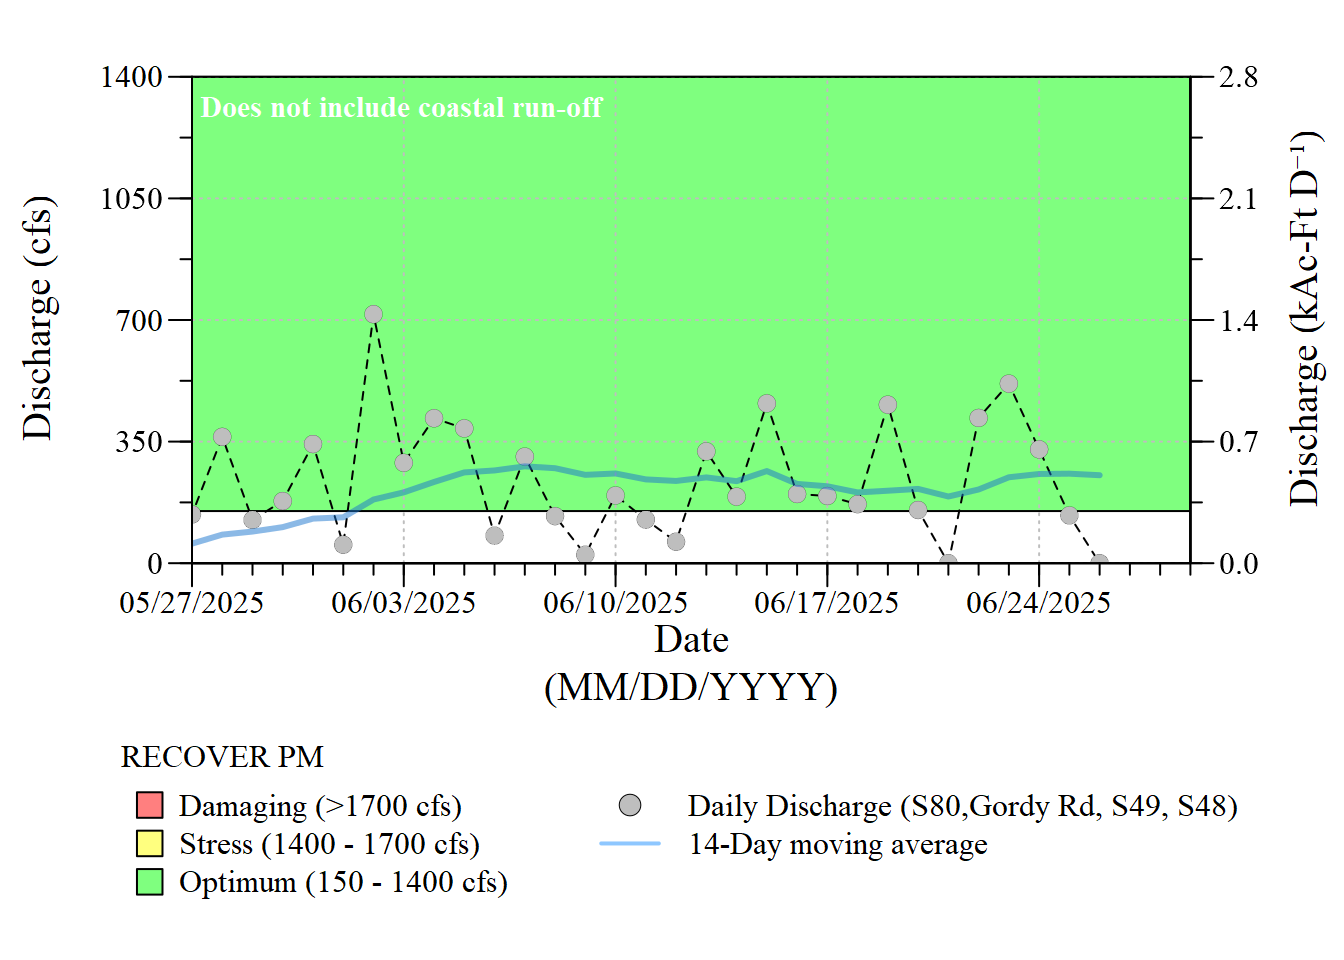 Does not include coastal run-off
1400
1050
700
350
0
Discharge (cfs)
2.8
2.1
1.4
0.7
0.0
Discharge (kAc-Ft D⁻¹)
05/27/2025 06/03/2025 06/10/2025 06/17/2025 06/24/2025
Date
(MM/DD/YYYY)
RECOVER PM
Damaging (>1700 cfs)
Stress (1400 - 1700 cfs)
Optimum (150 - 1400 cfs)
Daily Discharge (S80,Gordy Rd, S49, S48)
14-Day moving average